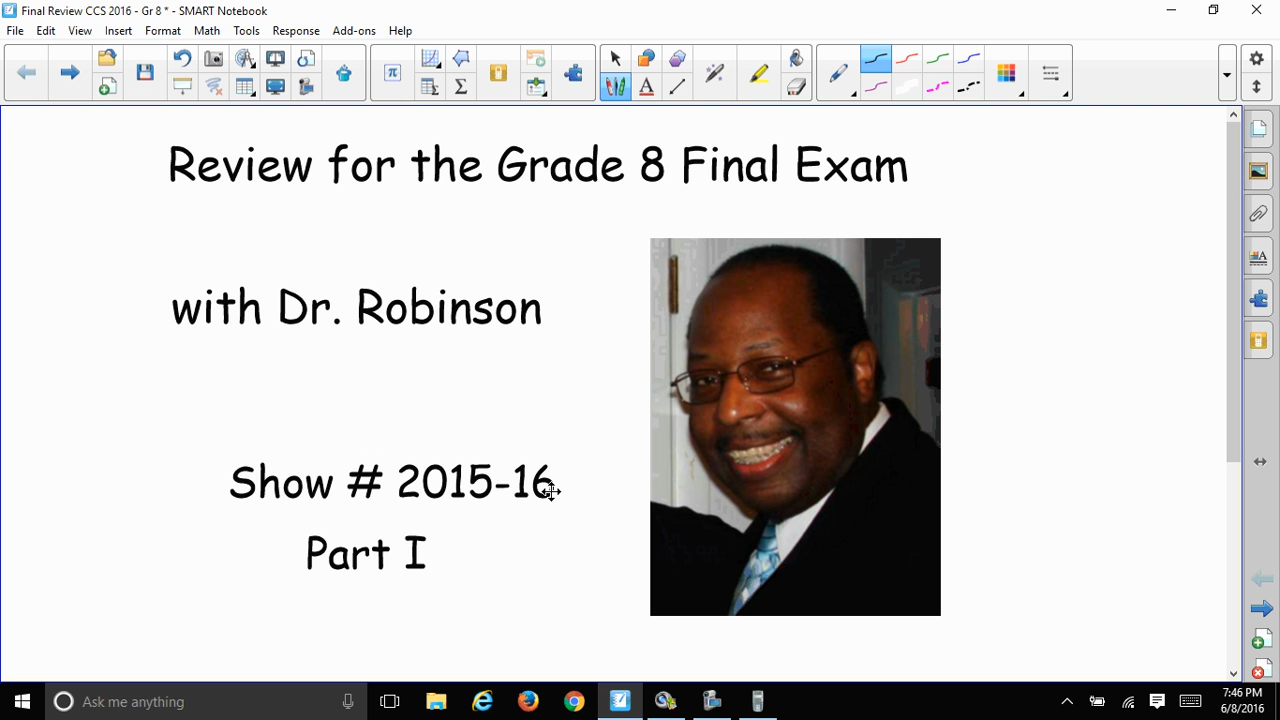 Final Review CCS 2016 - Gr 8 * - SMART Notebook
File Edit View Insert Format Math Tools Response Add-ons Help
Review for the Grade 8 Final Exam
with Dr. Robinson
Show # 2015-16
Part I
Ask me anything
7:46 PM
6/8/2016